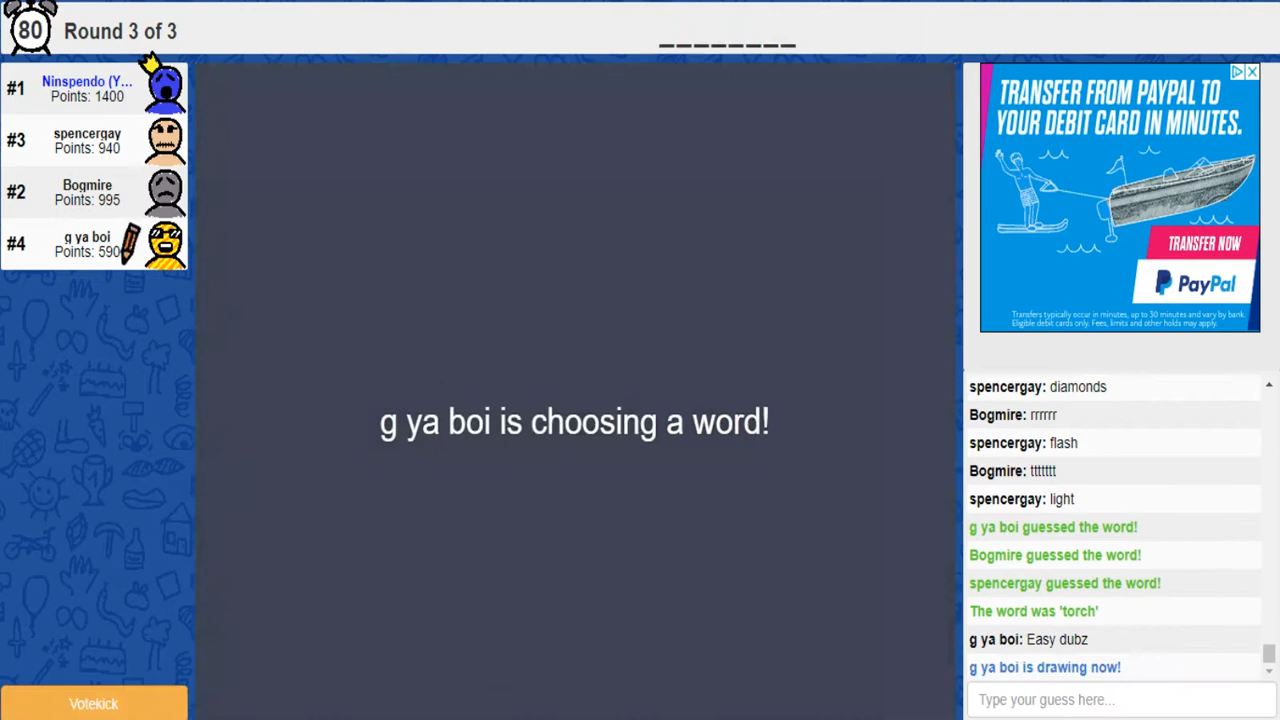 80
Round 3 of 3
________
#1
Ninspendo (Y...
Points: 1400
#3
spencergay
Points: 940
#2
Bogmire
Points: 995
#4
g ya boi
Points: 590
g ya boi is choosing a word!
Votekick
TRANSFER FROM PAYPAL TO
YOUR DEBIT CARD IN MINUTES.
TRANSFER NOW
PayPal
Transfers typically occur in minutes, up to 30 minutes and vary by bank.
Eligible debit cards only. Fees, limits and other holds may apply.
spencergay: diamonds
Bogmire: rrrrrr
spencergay: flash
Bogmire: ttttttt
spencergay: light
g ya boi guessed the word!
Bogmire guessed the word!
spencergay guessed the word!
The word was 'torch'
g ya boi: Easy dubz
g ya boi is drawing now!
Type your guess here...